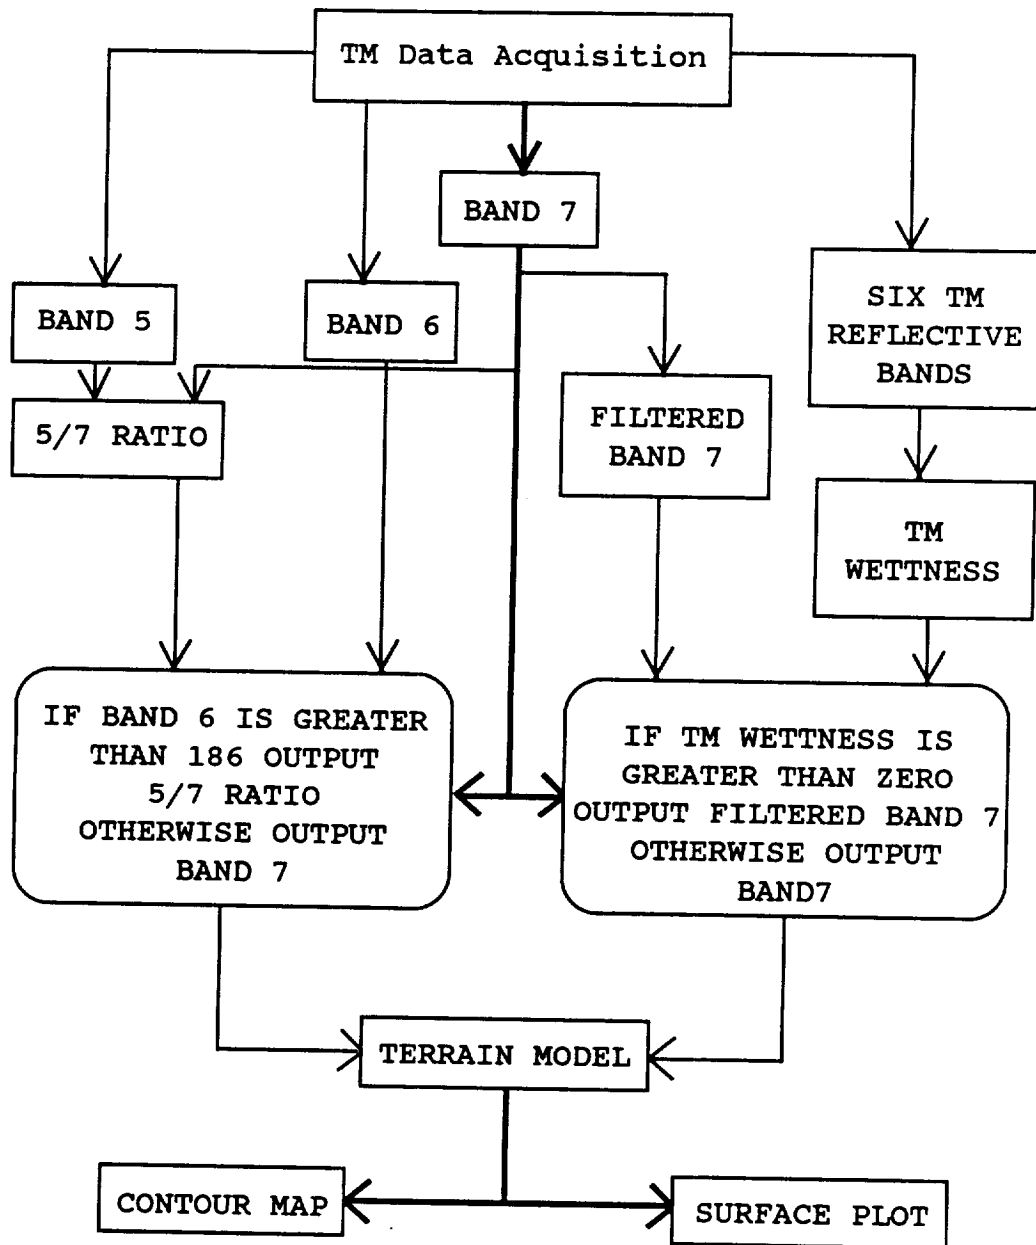 TM Data Acquisition
BAND 7
BAND 5
BAND 6
SIX TM
REFLECTIVE
BANDS
5/7 RATIO
FILTERED
BAND 7
TM
WETTNESS
IF BAND 6 IS GREATER
THAN 186 OUTPUT
5/7 RATIO
OTHERWISE OUTPUT
BAND 7
IF TM WETTNESS IS
GREATER THAN ZERO
OUTPUT FILTERED BAND 7
OTHERWISE OUTPUT
BAND7
TERRAIN MODEL
CONTOUR MAP
SURFACE PLOT